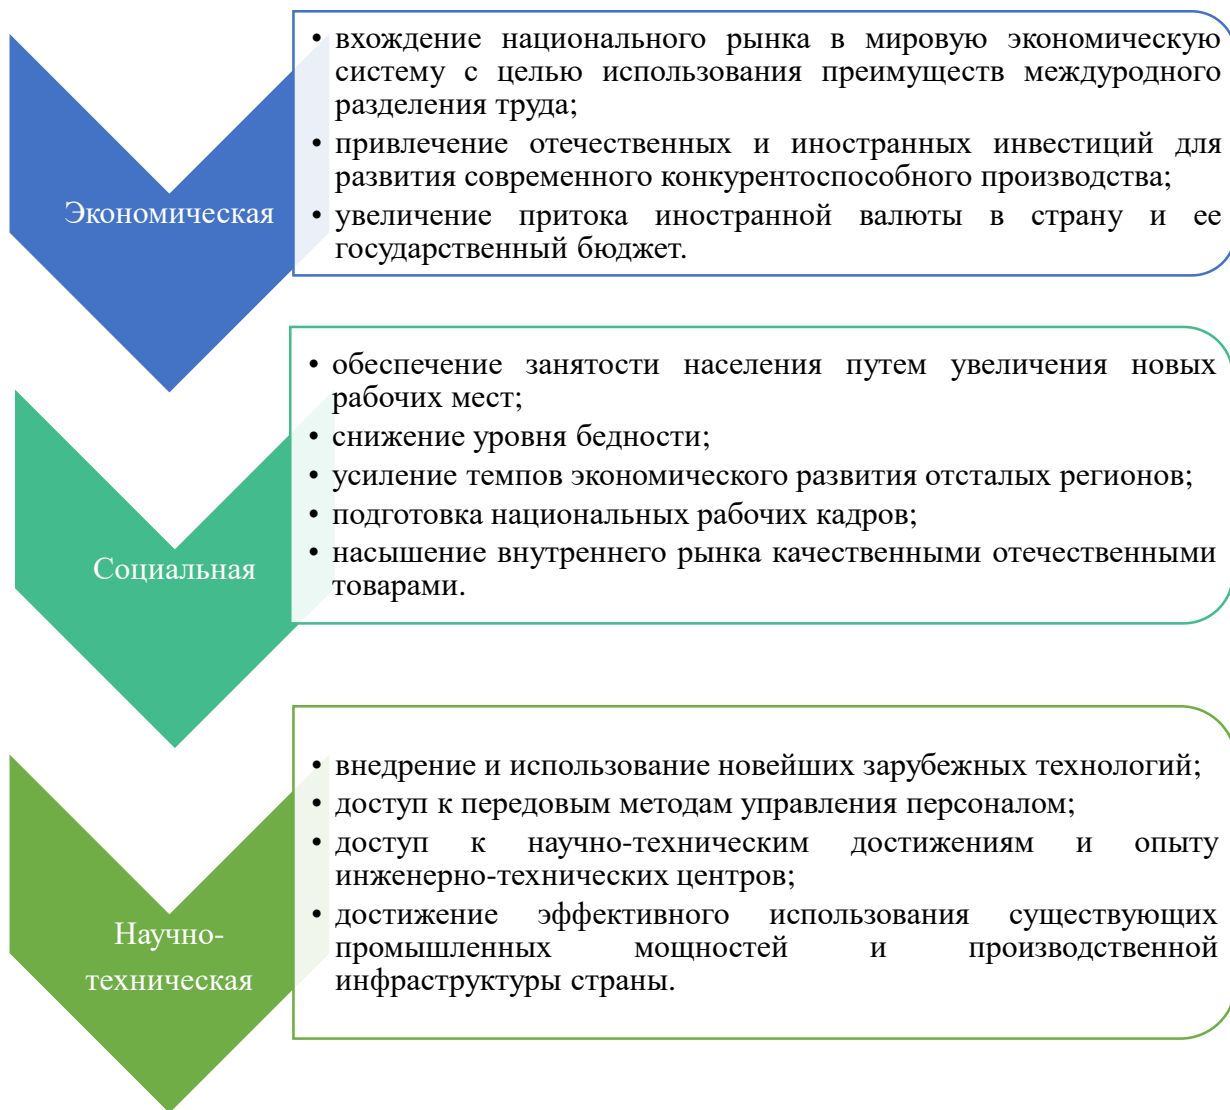 Экономическая
• вхождение национального рынка в мировую экономическую
систему с целью использования преимуществ междуродного
разделения труда;
• привлечение отечественных и иностранных инвестиций для
развития современного конкурентоспособного производства;
• увеличение притока иностранной валюты в страну и ее
государственный бюджет.
Социальная
• обеспечение занятости населения путем увеличения новых
рабочих мест;
• снижение уровня бедности;
• усиление темпов экономического развития отсталых регионов;
• подготовка национальных рабочих кадров;
• насышение внутреннего рынка качественными отечественными
товарами.
Научно-
техническая
• внедрение и использование новейших зарубежных технологий;
• доступ к передовым методам управления персоналом;
• доступ к научно-техническим достижениям и опыту
инженерно-технических центров;
• достижение эффективного использования существующих
промышленных мощностей и производственной
инфраструктуры страны.